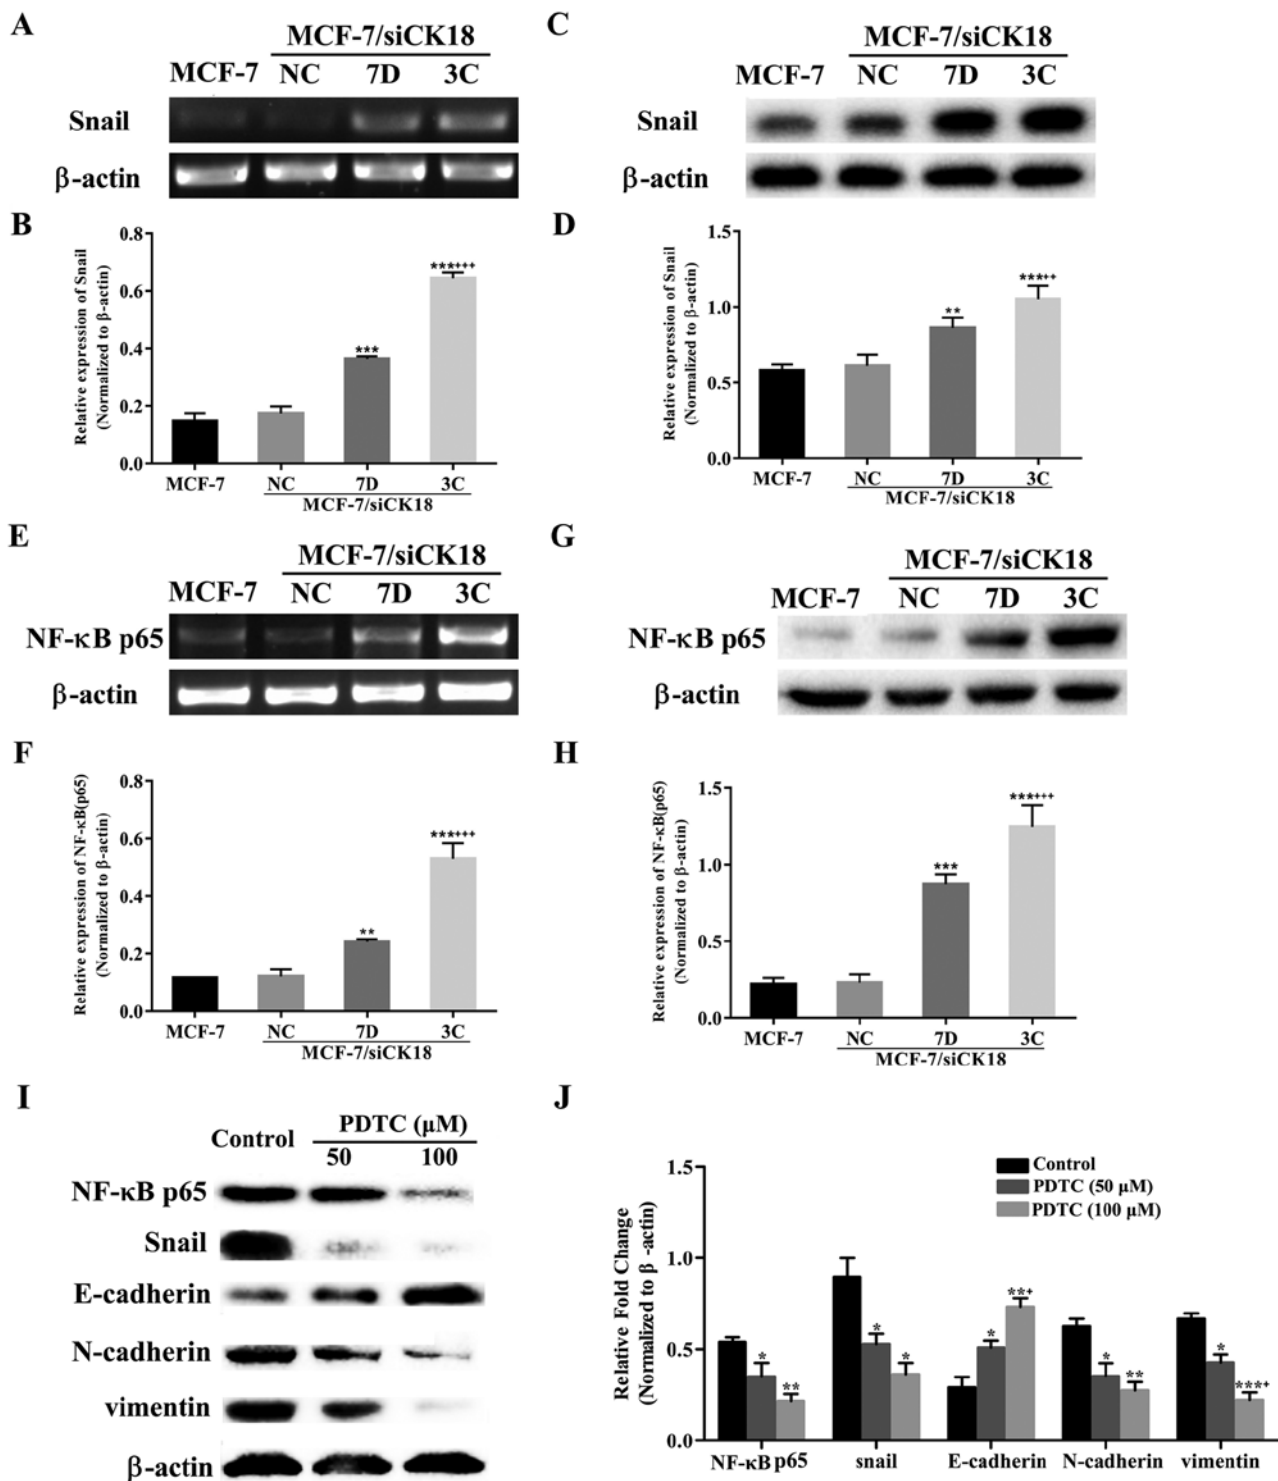 A
MCF-7/siCK18
MCF-7 NC 7D 3C
Snail
β-actin
B
Relative expression of Snail
(Normalized to β-actin)
0.8
0.6
0.4
0.2
0.0
***
***+++
MCF-7 NC 7D 3C
MCF-7/siCK18
C
MCF-7/siCK18
MCF-7 NC 7D 3C
Snail
β-actin
D
Relative expression of Snail
(Normalized to β-actin)
1.5
1.0
0.5
0.0
**
***++
MCF-7 NC 7D 3C
MCF-7/siCK18
E
MCF-7/siCK18
MCF-7 NC 7D 3C
NF-κB p65
β-actin
F
Relative expression of NF-κB(p65)
(Normalized to β-actin)
0.8
0.6
0.4
0.2
0.0
**
***+++
MCF-7 NC 7D 3C
MCF-7/siCK18
G
MCF-7/siCK18
MCF-7 NC 7D 3C
NF-κB p65
β-actin
H
Relative expression of NF-κB(p65)
(Normalized to β-actin)
1.5
1.0
0.5
0.0
***
***+++
MCF-7 NC 7D 3C
MCF-7/siCK18
I
PDTC (μM)
Control 50 100
NF-κB p65
Snail
E-cadherin
N-cadherin
vimentin
β-actin
J
Relative Fold Change
(Normalized to β -actin)
1.5
1.0
0.5
0.0
Control
PDTC (50 μM)
PDTC (100 μM)
* ** * * * **+ * ** * ***+
NF-κB p65 snail E-cadherin N-cadherin vimentin